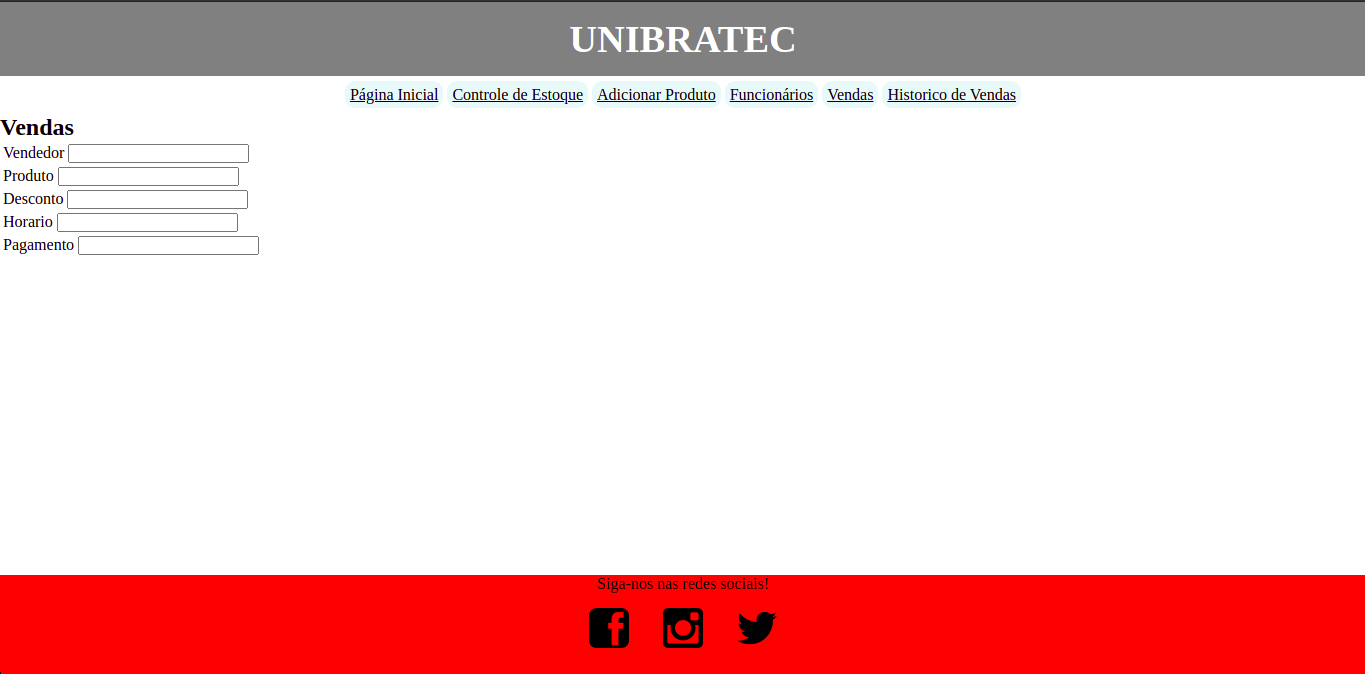 UNIBRATEC
Página Inicial Controle de Estoque Adicionar Produto Funcionários Vendas Historico de Vendas
Vendas
Vendedor
Produto
Desconto
Horario
Pagamento
Siga-nos nas redes sociais!